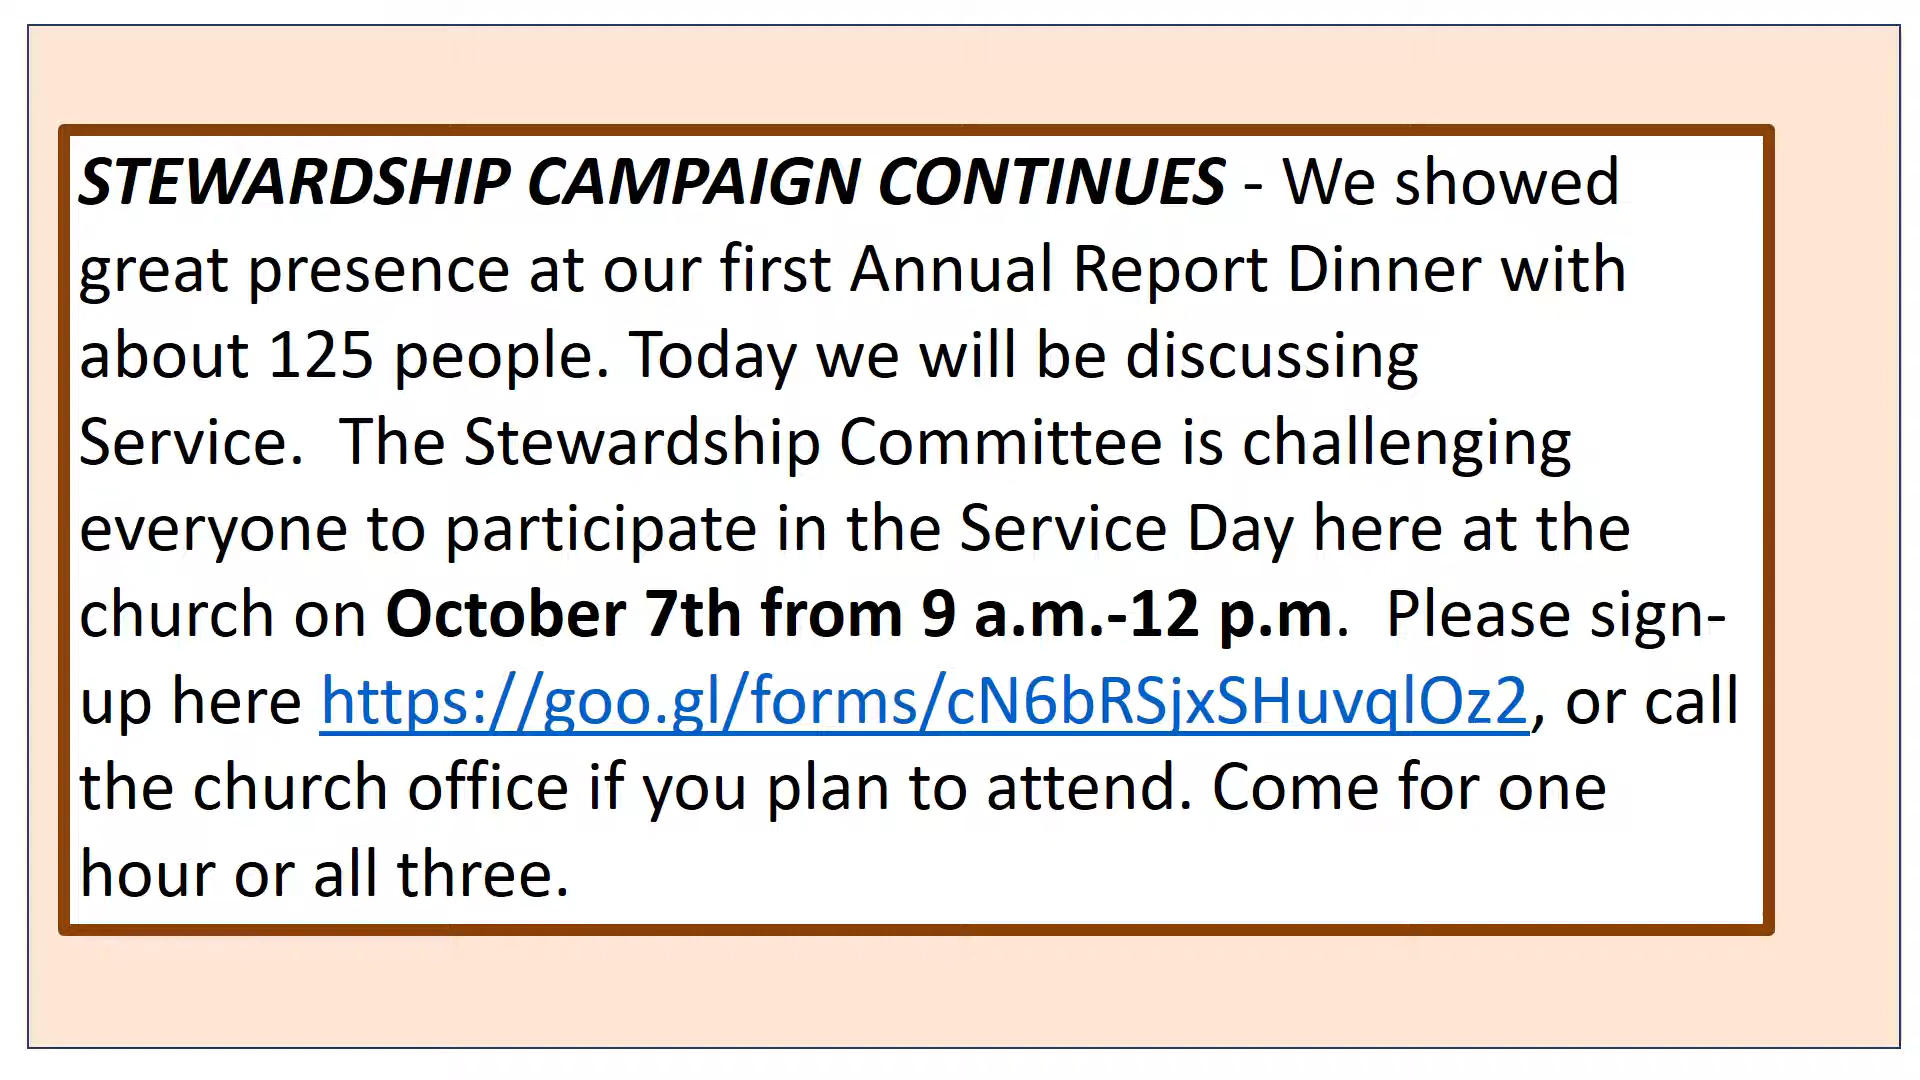 STEWARDSHIP CAMPAIGN CONTINUES - We showed
great presence at our first Annual Report Dinner with
about 125 people. Today we will be discussing
Service.  The Stewardship Committee is challenging
everyone to participate in the Service Day here at the
church on October 7th from 9 a.m.-12 p.m.  Please sign-
up here https://goo.gl/forms/cN6bRSjxSHuvqlOz2, or call
the church office if you plan to attend. Come for one
hour or all three.